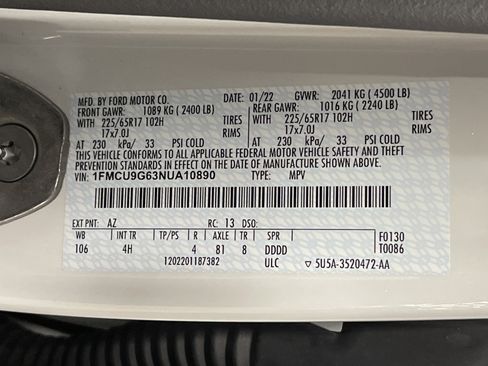 MFD. BY FORD MOTOR CO. DATE: 01/22 GVWR: 2041 KG ( 4500 LB)
FRONT GAWR: 1089 KG ( 2400 LB) REAR GAWR: 1016 KG ( 2240 LB)
WITH 225/65R17 102H TIRES WITH 225/65R17 102H TIRES
17x7.0J RIMS 17x7.0J RIMS
AT 230 kPa/ 33 PSI COLD AT 230 kPa/ 33 PSI COLD
THIS VEHICLE CONFORMS TO ALL APPLICABLE FEDERAL MOTOR VEHICLE SAFETY AND THEFT
PREVENTION STANDARDS IN EFFECT ON THE DATE OF MANUFACTURE SHOWN ABOVE.
VIN: 1FMCU9G63NUA10890 TYPE: MPV
EXT PNT: AZ RC: 13 DSO:
WB INT TR TP/PS R AXLE TR SPR F0130
106 4H 4 81 8 DDDD T0086
1202201187382 ULC ▽ 5U5A-3520472-AA